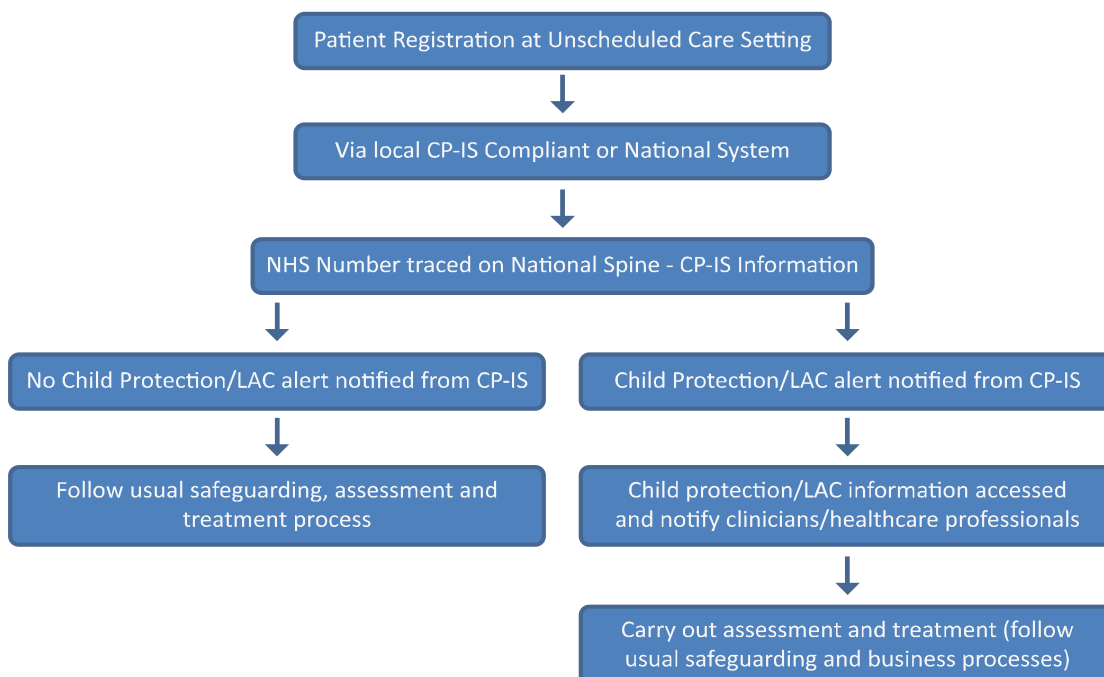 Patient Registration at Unscheduled Care Setting
Via local CP-IS Compliant or National System
NHS Number traced on National Spine - CP-IS Information
No Child Protection/LAC alert notified from CP-IS
Child Protection/LAC alert notified from CP-IS
Follow usual safeguarding, assessment and
treatment process
Child protection/LAC information accessed
and notify clinicians/healthcare professionals
Carry out assessment and treatment (follow
usual safeguarding and business processes)